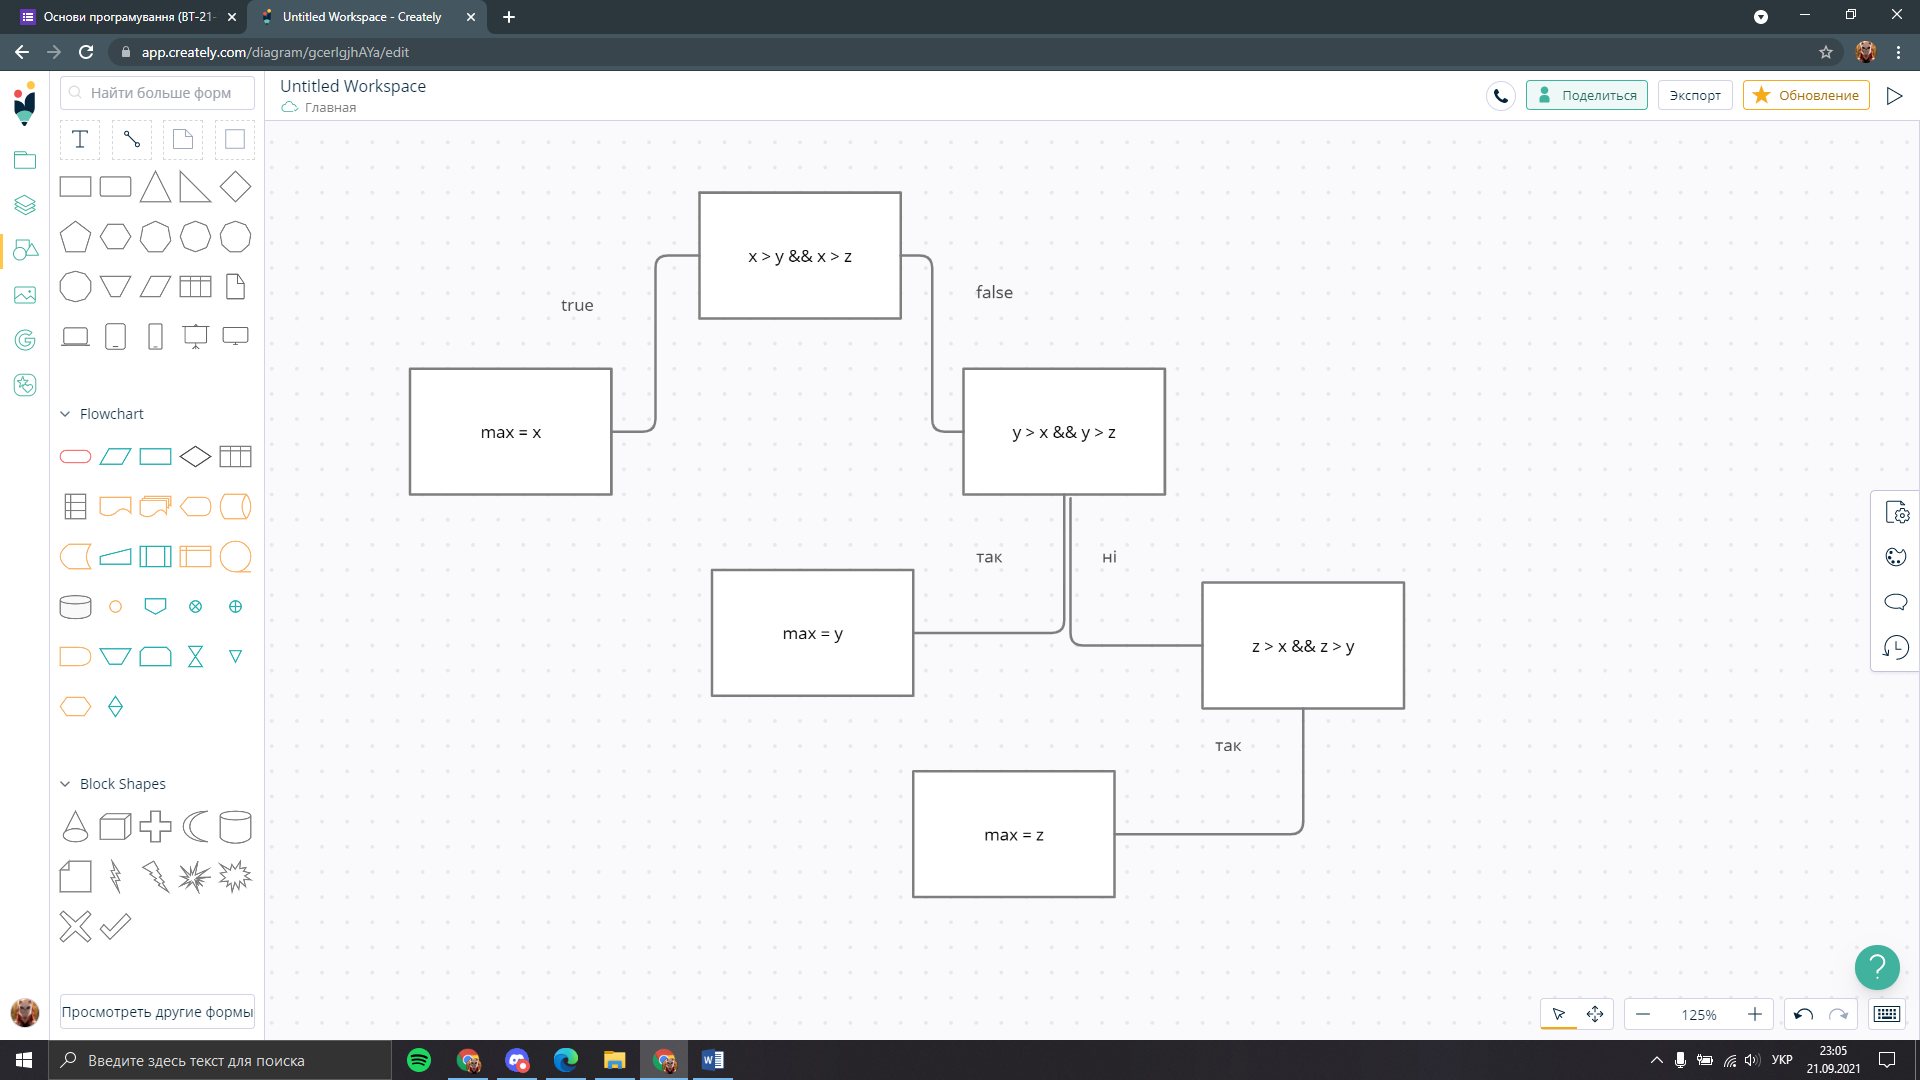 Основи програмування (ВТ-21-
Untitled Workspace - Creately
app.creately.com/diagram/gcerIgjhAYa/edit
Найти больше форм
Untitled Workspace
Главная
Поделиться
Экспорт
Обновление
T
x > y && x > z
true
false
max = x
y > x && y > z
Flowchart
так
ні
max = y
z > x && z > y
так
max = z
Block Shapes
Просмотреть другие формы
125%
?
Введите здесь текст для поиска
УКР
23:05
21.09.2021